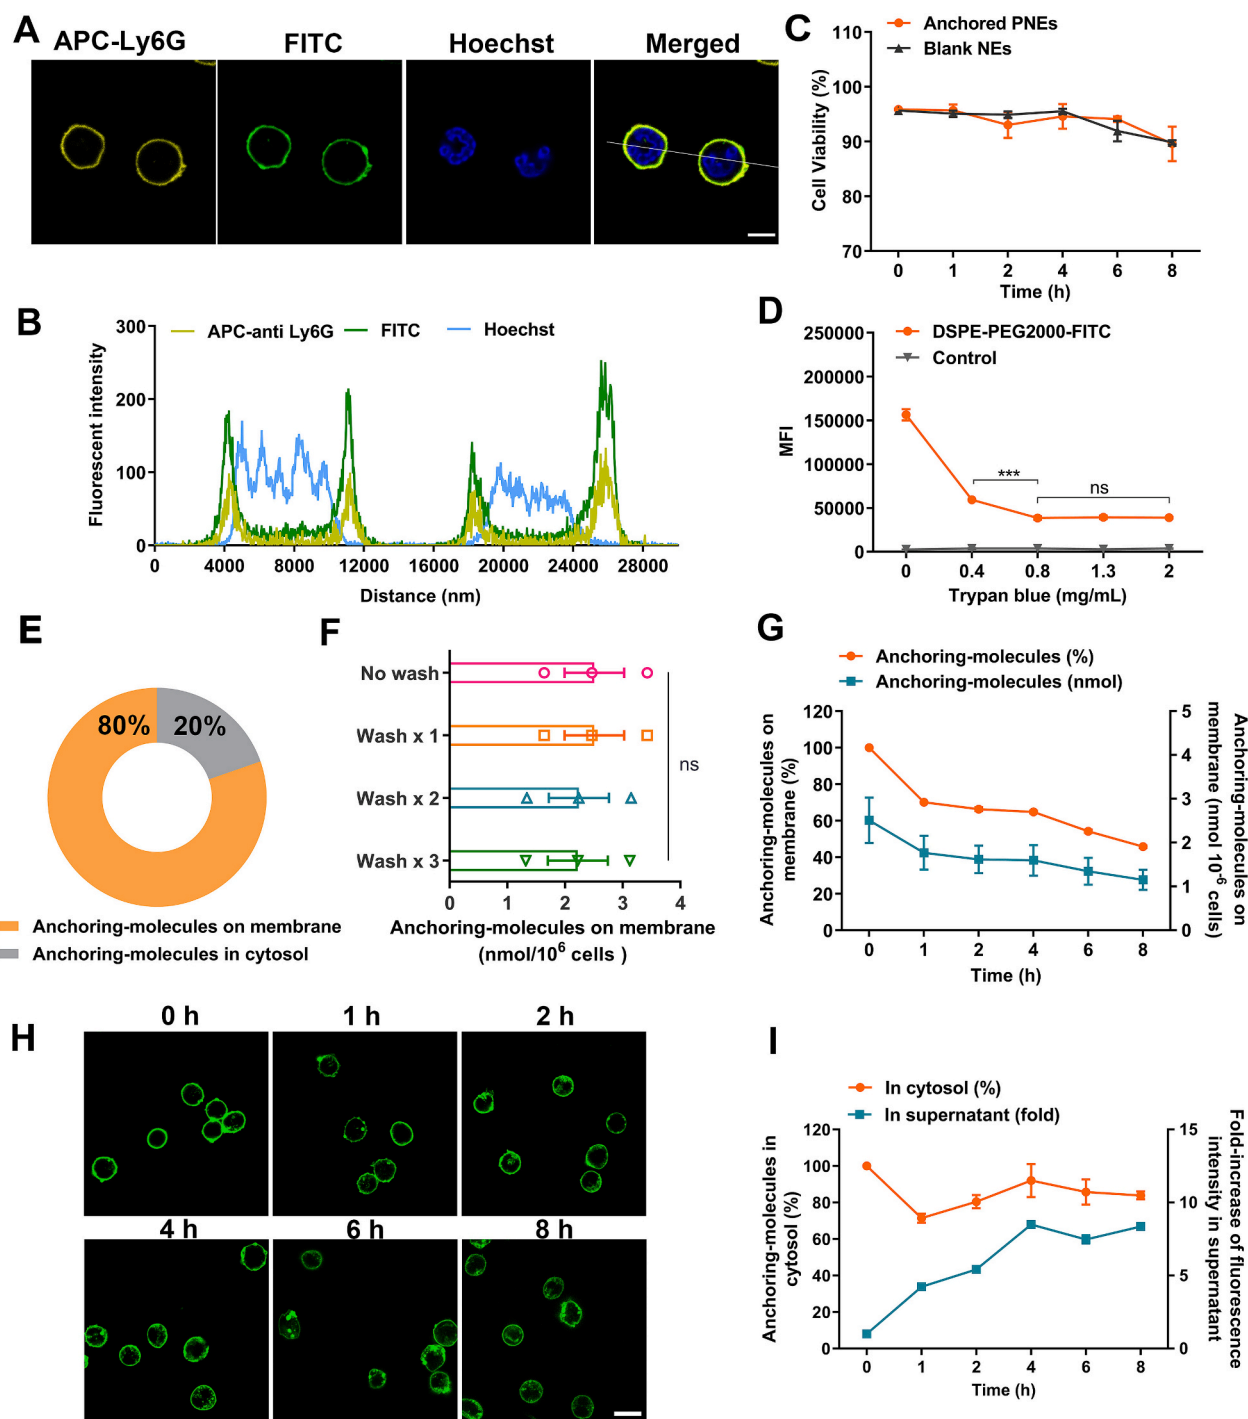 A
APC-Ly6G FITC Hoechst Merged
C
Anchored PNEs
Blank NEs
Cell Viability (%)
110
100
90
80
70
0 1 2 4 6 8
Time (h)
B
APC-anti Ly6G FITC Hoechst
Fluorescent intensity
300
200
100
0
0 4000 8000 12000 16000 20000 24000 28000
Distance (nm)
D
DSPE-PEG2000-FITC
Control
MFI
250000
200000
150000
100000
50000
0
***
ns
0 0.4 0.8 1.3 2
Trypan blue (mg/mL)
E
80% 20%
Anchoring-molecules on membrane
Anchoring-molecules in cytosol
F
No wash
Wash x 1
Wash x 2
Wash x 3
ns
0 1 2 3 4
Anchoring-molecules on membrane
(nmol/10⁶ cells )
G
Anchoring-molecules (%)
Anchoring-molecules (nmol)
Anchoring-molecules on
membrane (%)
120
100
80
60
40
20
0
5
4
3
2
1
0
Anchoring-molecules on
membrane (nmol 10⁻⁶ cells)
0 1 2 4 6 8
Time (h)
H
0 h 1 h 2 h
4 h 6 h 8 h
I
In cytosol (%)
In supernatant (fold)
Anchoring-molecules in
cytosol (%)
120
100
80
60
40
20
0
15
10
5
0
Fold-increase of fluorescence
intensity in supernatant
0 1 2 4 6 8
Time (h)